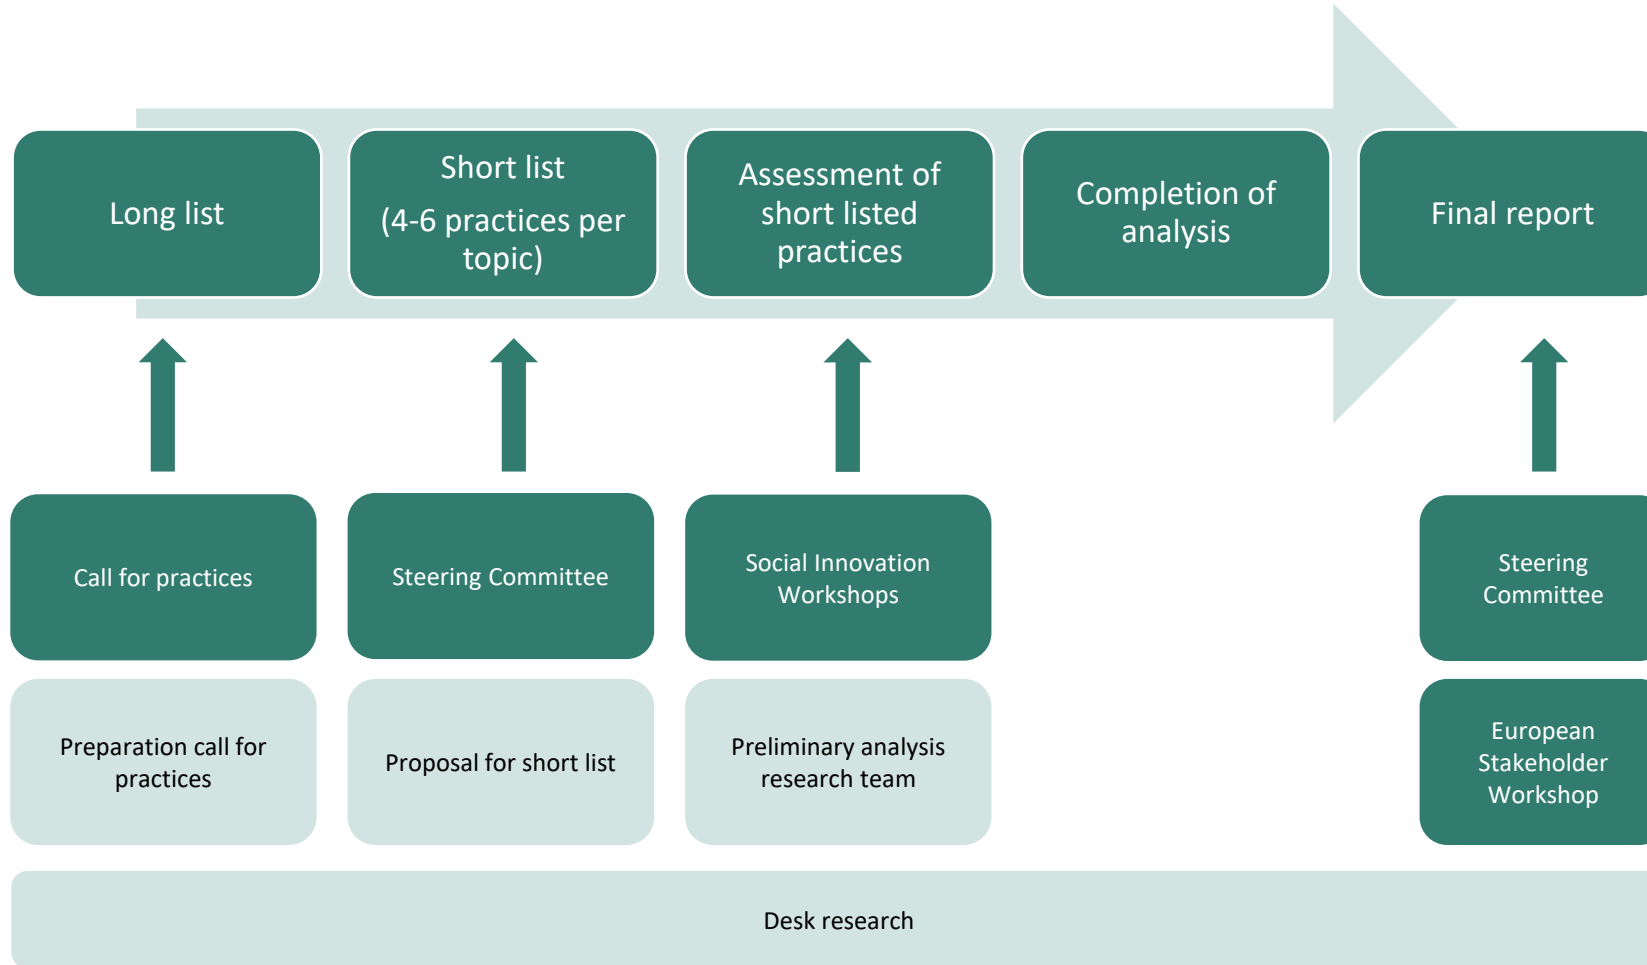 Long list
Short list
(4-6 practices per
topic)
Assessment of
short listed
practices
Completion of
analysis
Final report
Call for practices
Steering Committee
Social Innovation
Workshops
Steering
Committee
Preparation call for
practices
Proposal for short list
Preliminary analysis
research team
European
Stakeholder
Workshop
Desk research